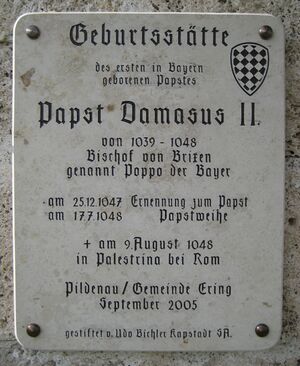 Geburtsstätte
des ersten in Bayern
geborenen Papstes
Papst Damasus II.
von 1039 - 1048
Bischof von Brixen
genannt Poppo der Bayer
am 25.12.1047 Ernennung zum Papst
am 17.7.1048 Papstweihe
+ am 9. August 1048
in Palestrina bei Rom
Pildenau/Gemeinde Ering
September 2005
gestiftet v. Udo Bichler Kapstadt SA.